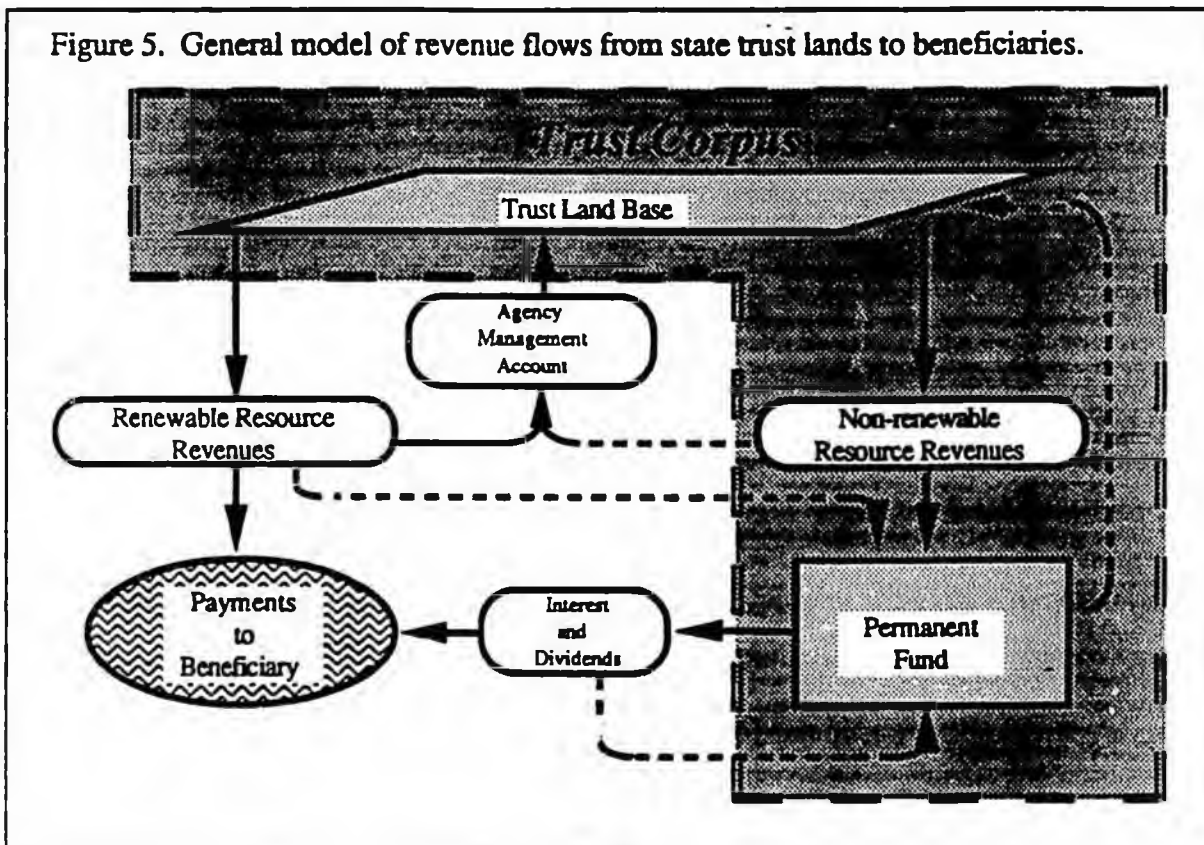 Figure 5. General model of revenue flows from state trust lands to beneficiaries.
Trust Corpus
Trust Land Base
Agency
Management
Account
Renewable Resource
Revenues
Non-renewable
Resource Revenues
Payments
to
Beneficiary
Interest
and
Dividends
Permanent
Fund